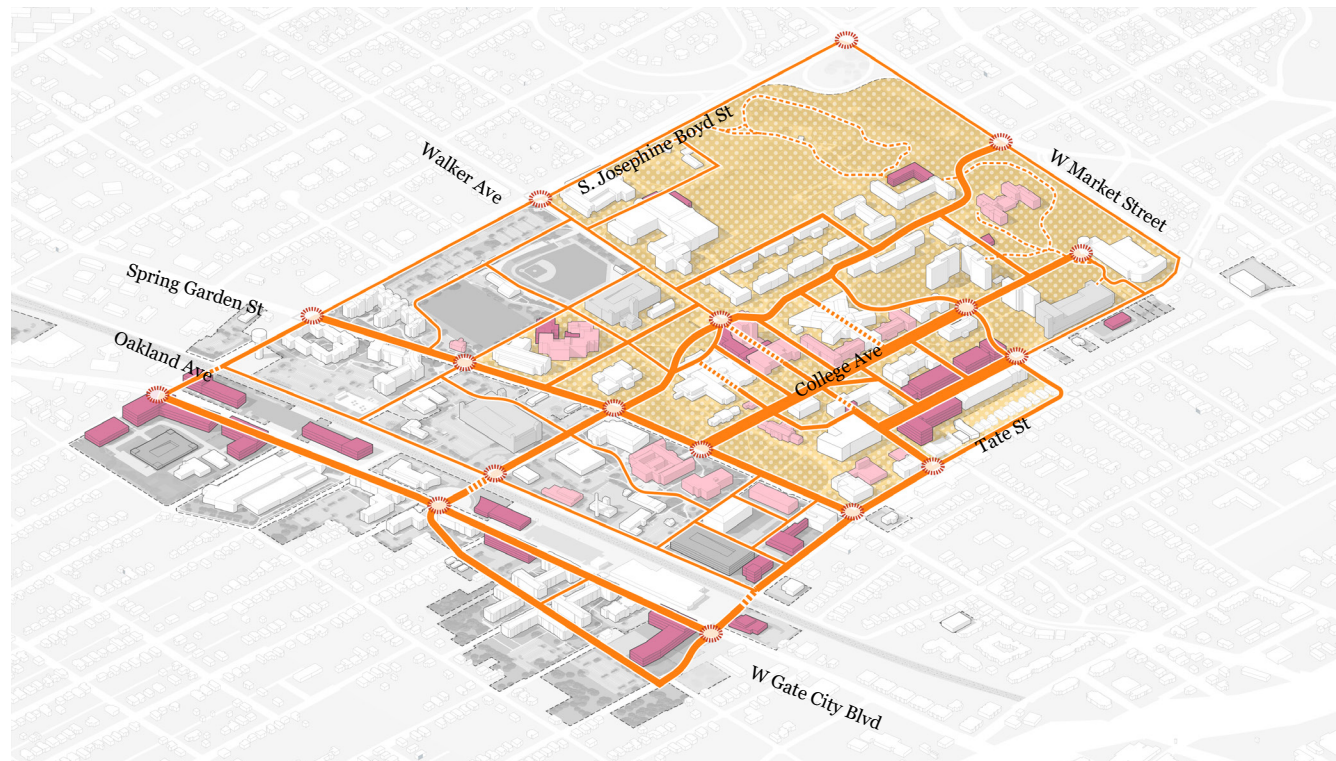 S. Josephine Boyd St
Walker Ave
W Market Street
Spring Garden St
Oakland Ave
College Ave
Tate St
W Gate City Blvd